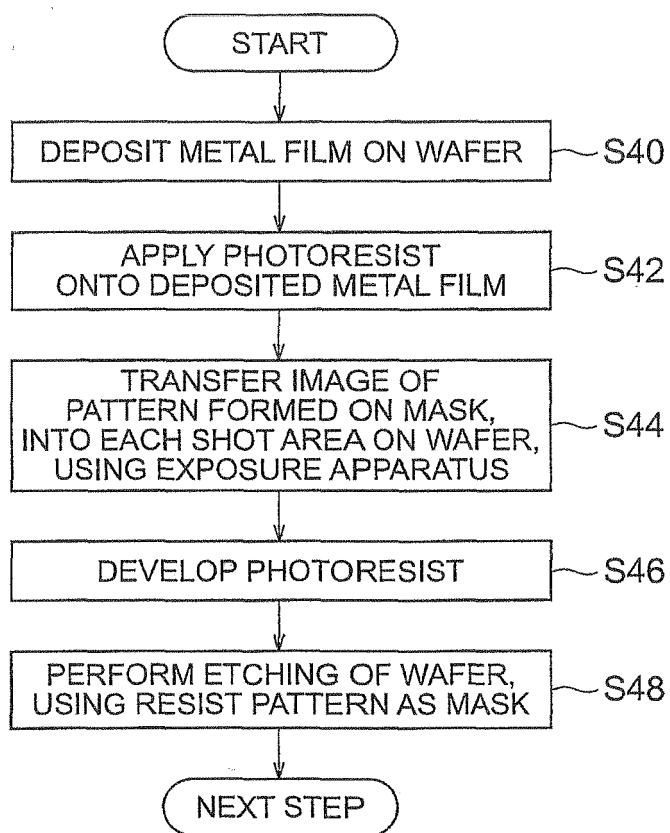 START
DEPOSIT METAL FILM ON WAFER
S40
APPLY PHOTORESIST
ONTO DEPOSITED METAL FILM
S42
TRANSFER IMAGE OF
PATTERN FORMED ON MASK,
INTO EACH SHOT AREA ON WAFER,
USING EXPOSURE APPARATUS
S44
DEVELOP PHOTORESIST
S46
PERFORM ETCHING OF WAFER,
USING RESIST PATTERN AS MASK
S48
NEXT STEP